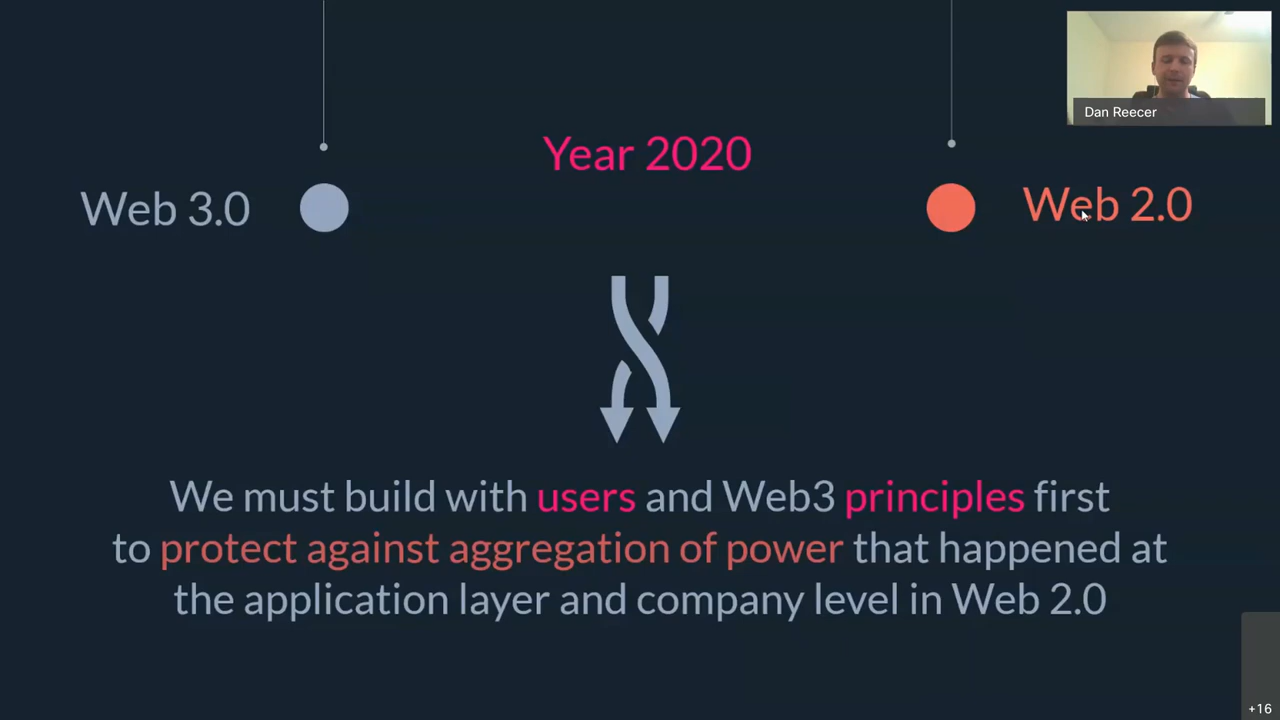 Dan Reecer
Year 2020
Web 3.0
Web 2.0
We must build with users and Web3 principles first
to protect against aggregation of power that happened at
the application layer and company level in Web 2.0
+16